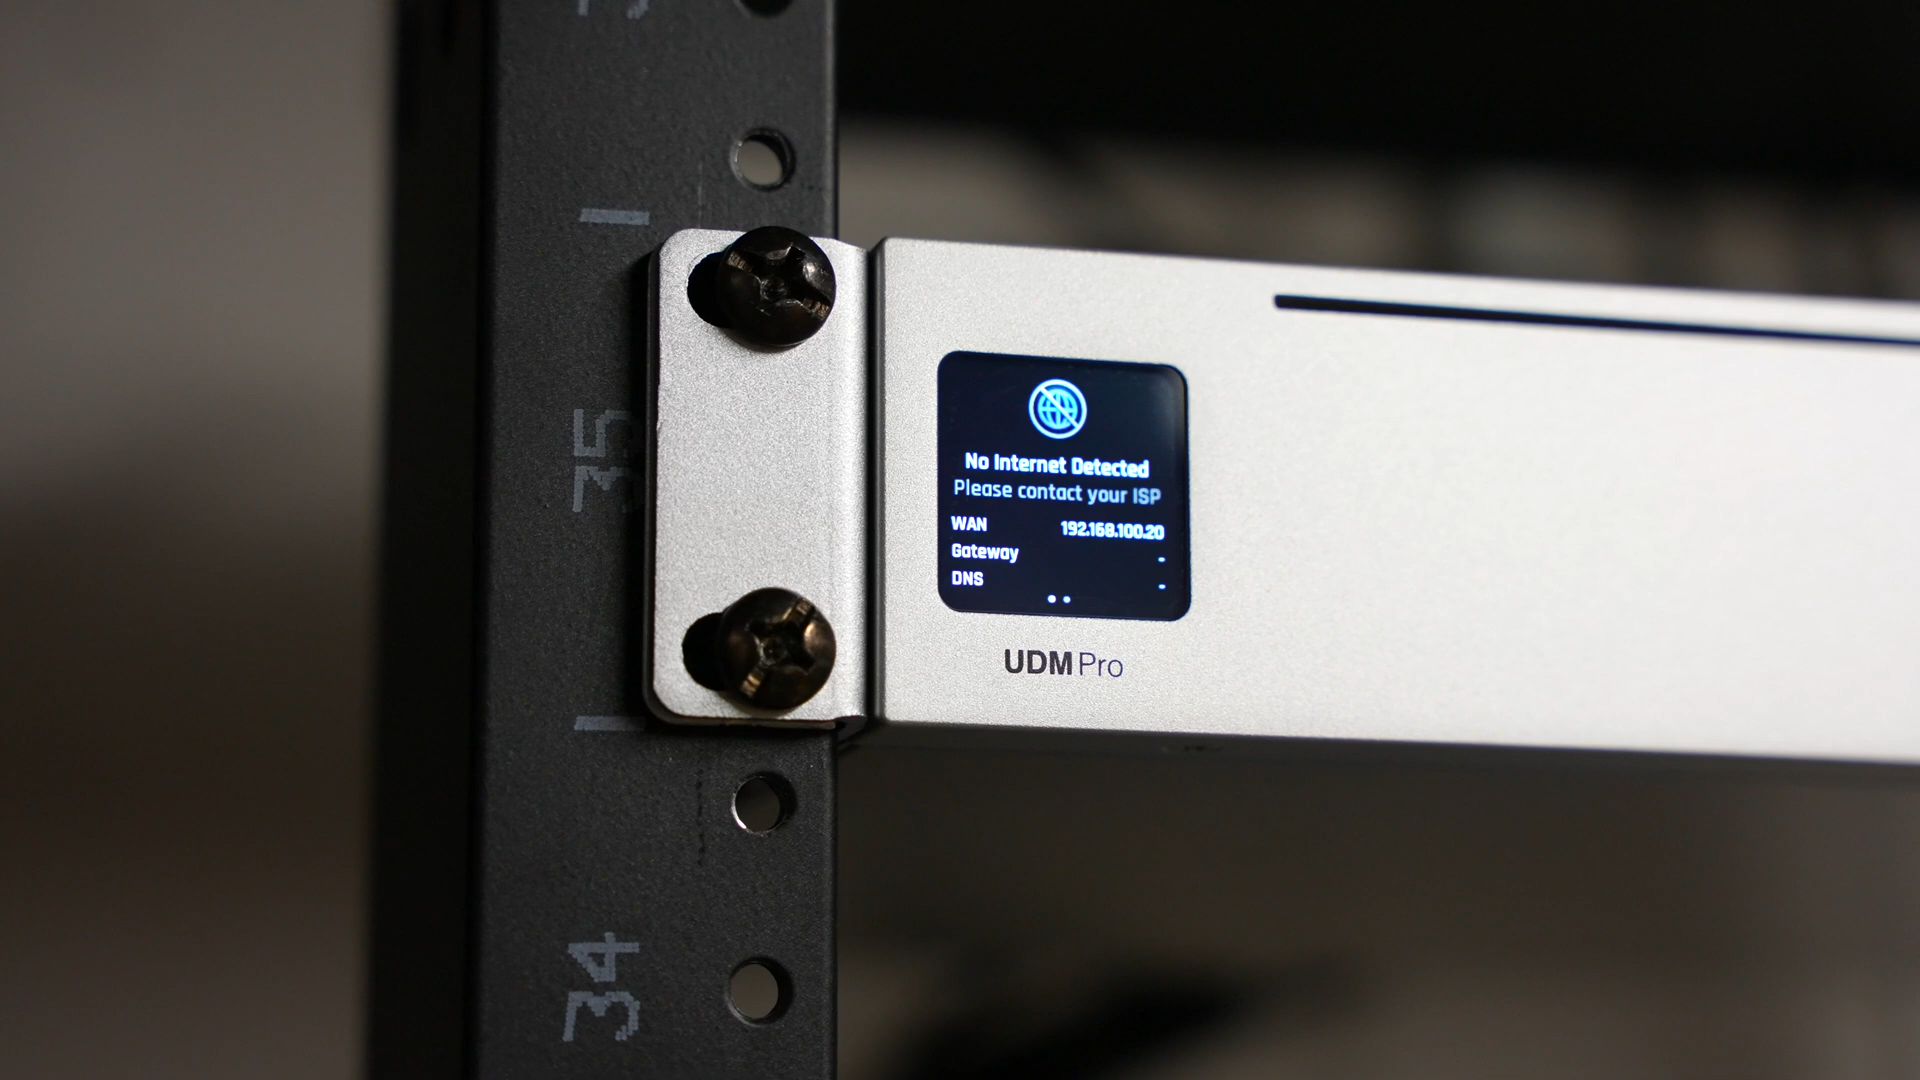 35
34
No Internet Detected
Please contact your ISP
WAN 192.168.100.20
Gateway -
DNS -
UDM Pro